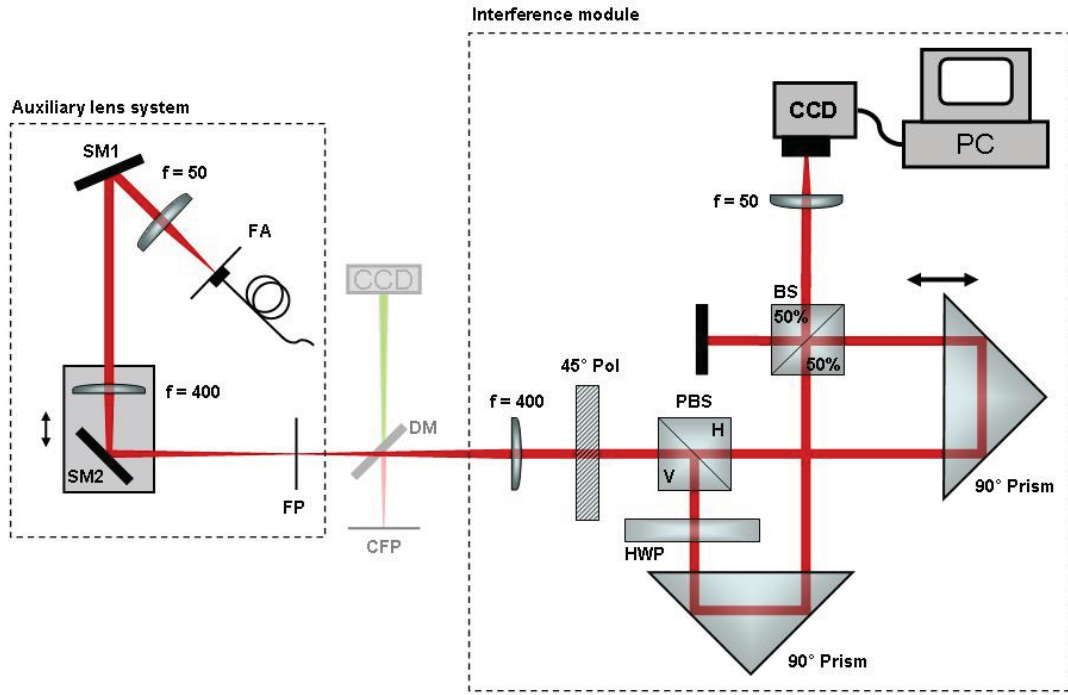 Interference module
Auxiliary lens system
SM1
f = 50
FA
CCD
PC
f = 50
CCD
BS
50%
50%
45° Pol
f = 400
f = 400
PBS
DM
H
V
SM2
FP
90° Prism
CFP
HWP
90° Prism